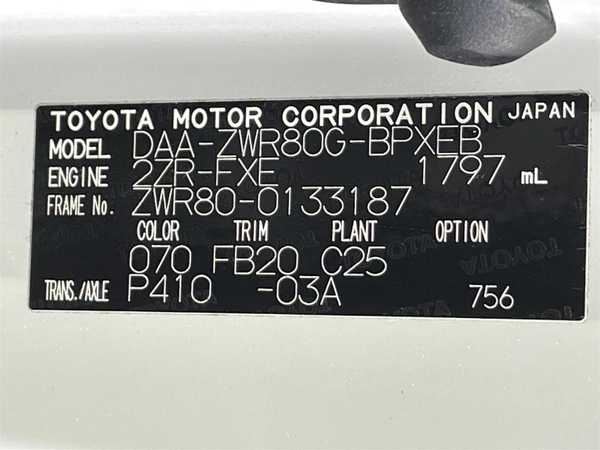 TOYOTA MOTOR CORPORATION JAPAN
MODEL DAA-ZWR80G-BPXEB
ENGINE 2ZR-FXE 1797 mL
FRAME No. ZWR80-0133187
COLOR TRIM PLANT OPTION
070 FB20 C25
TRANS./AXLE P410 -03A 756